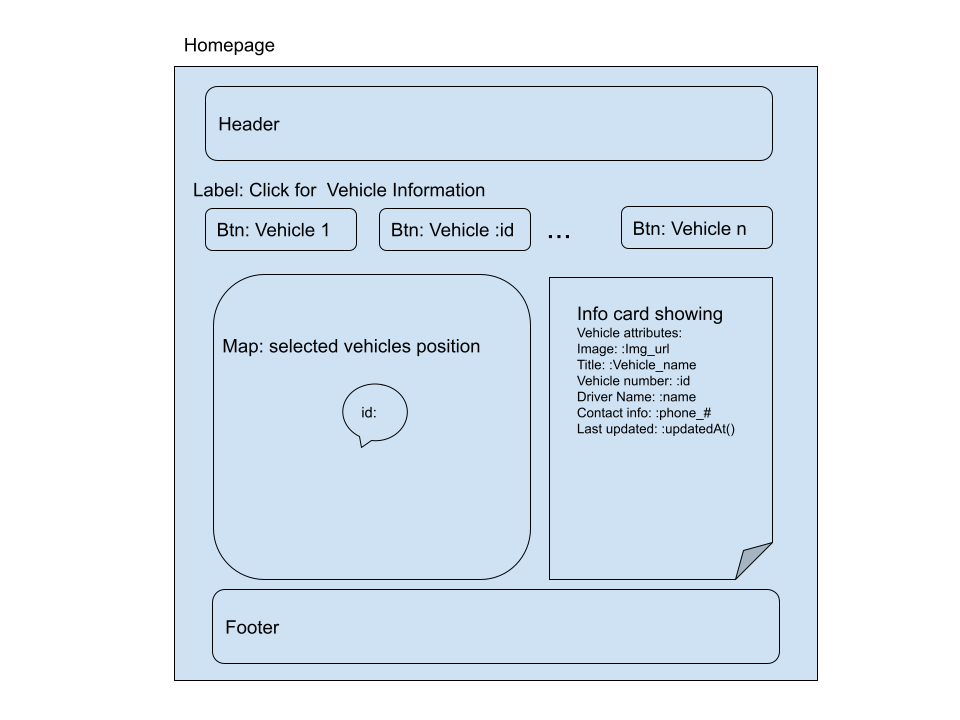 Homepage
Header
Label: Click for  Vehicle Information
Btn: Vehicle 1
Btn: Vehicle :id
...
Btn: Vehicle n
Map: selected vehicles position
id:
Info card showing
Vehicle attributes:
Image: :Img_url
Title: :Vehicle_name
Vehicle number: :id
Driver Name: :name
Contact info: :phone_#
Last updated: :updatedAt()
Footer